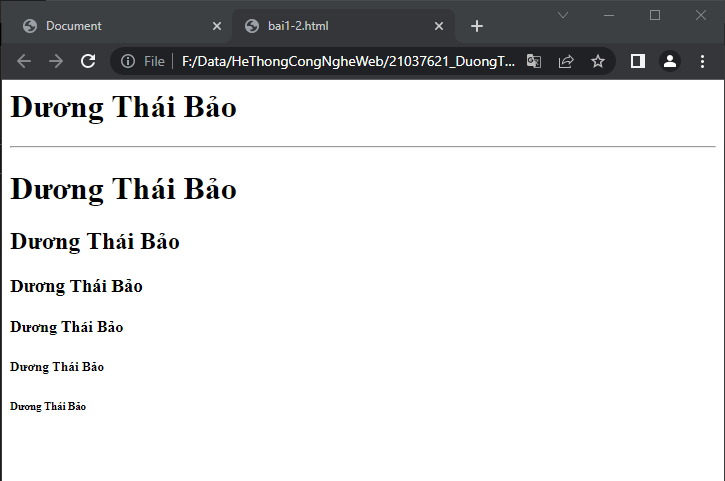 Document
bai1-2.html
File
F:/Data/HeThongCongNgheWeb/21037621_DuongT...
Dương Thái Bảo
Dương Thái Bảo
Dương Thái Bảo
Dương Thái Bảo
Dương Thái Bảo
Dương Thái Bảo
Dương Thái Bảo